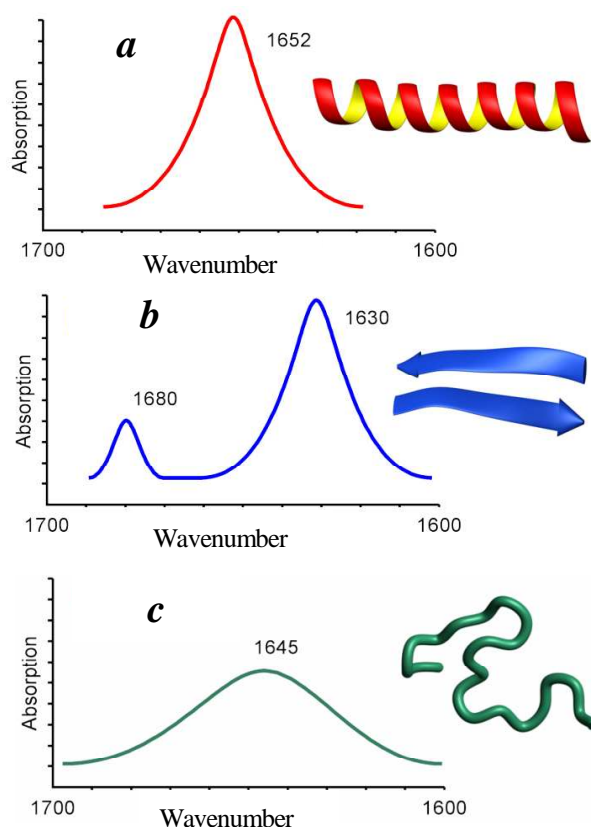 a
1652
Absorption
1700
Wavenumber
1600
b
1630
1680
Absorption
1700
Wavenumber
1600
c
1645
Absorption
1700
Wavenumber
1600